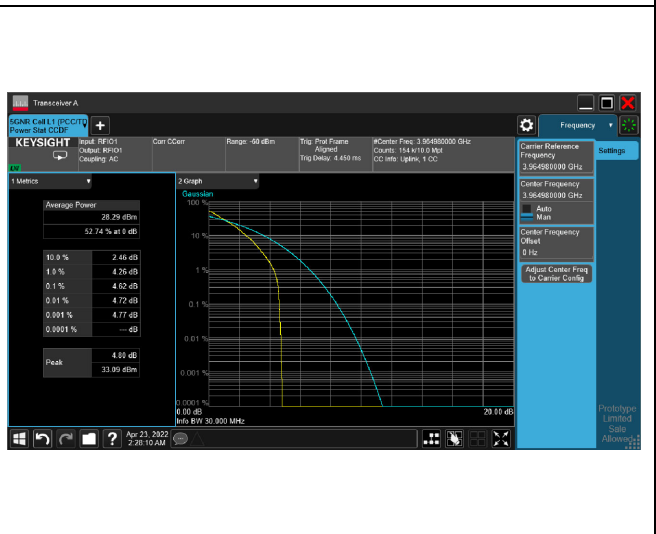 Transceiver A
5GNR Call L1 (PCC/TD
Power Stat CCDF
Frequency
KEYSIGHT
Input: RFIO1
Output: RFIO1
Coupling: AC
Corr CCorr
Range: -60 dBm
Trig: Prot Frame
Aligned
Trig Delay: 4.450 ms
#Center Freq: 3.964980000 GHz
Counts: 154 k/10.0 Mpt
CC Info: Uplink, 1 CC
1 Metrics
Average Power
28.29 dBm
52.74 % at 0 dB
10.0 % 2.46 dB
1.0 % 4.26 dB
0.1 % 4.62 dB
0.01 % 4.72 dB
0.001 % 4.77 dB
0.0001 % --- dB
Peak
4.80 dB
33.09 dBm
2 Graph
Gaussian
100 %
10 %
1 %
0.1 %
0.01 %
0.001 %
0.0001 %
0.00 dB 20.00 dB
Info BW 30.000 MHz
Carrier Reference
Frequency
3.964980000 GHz
Center Frequency
3.964980000 GHz
Auto
Man
Center Frequency
Offset
0 Hz
Adjust Center Freq
to Carrier Config
Settings
Prototype
Limited
Sale
Allowed
?
Apr 23, 2022
2:28:10 AM